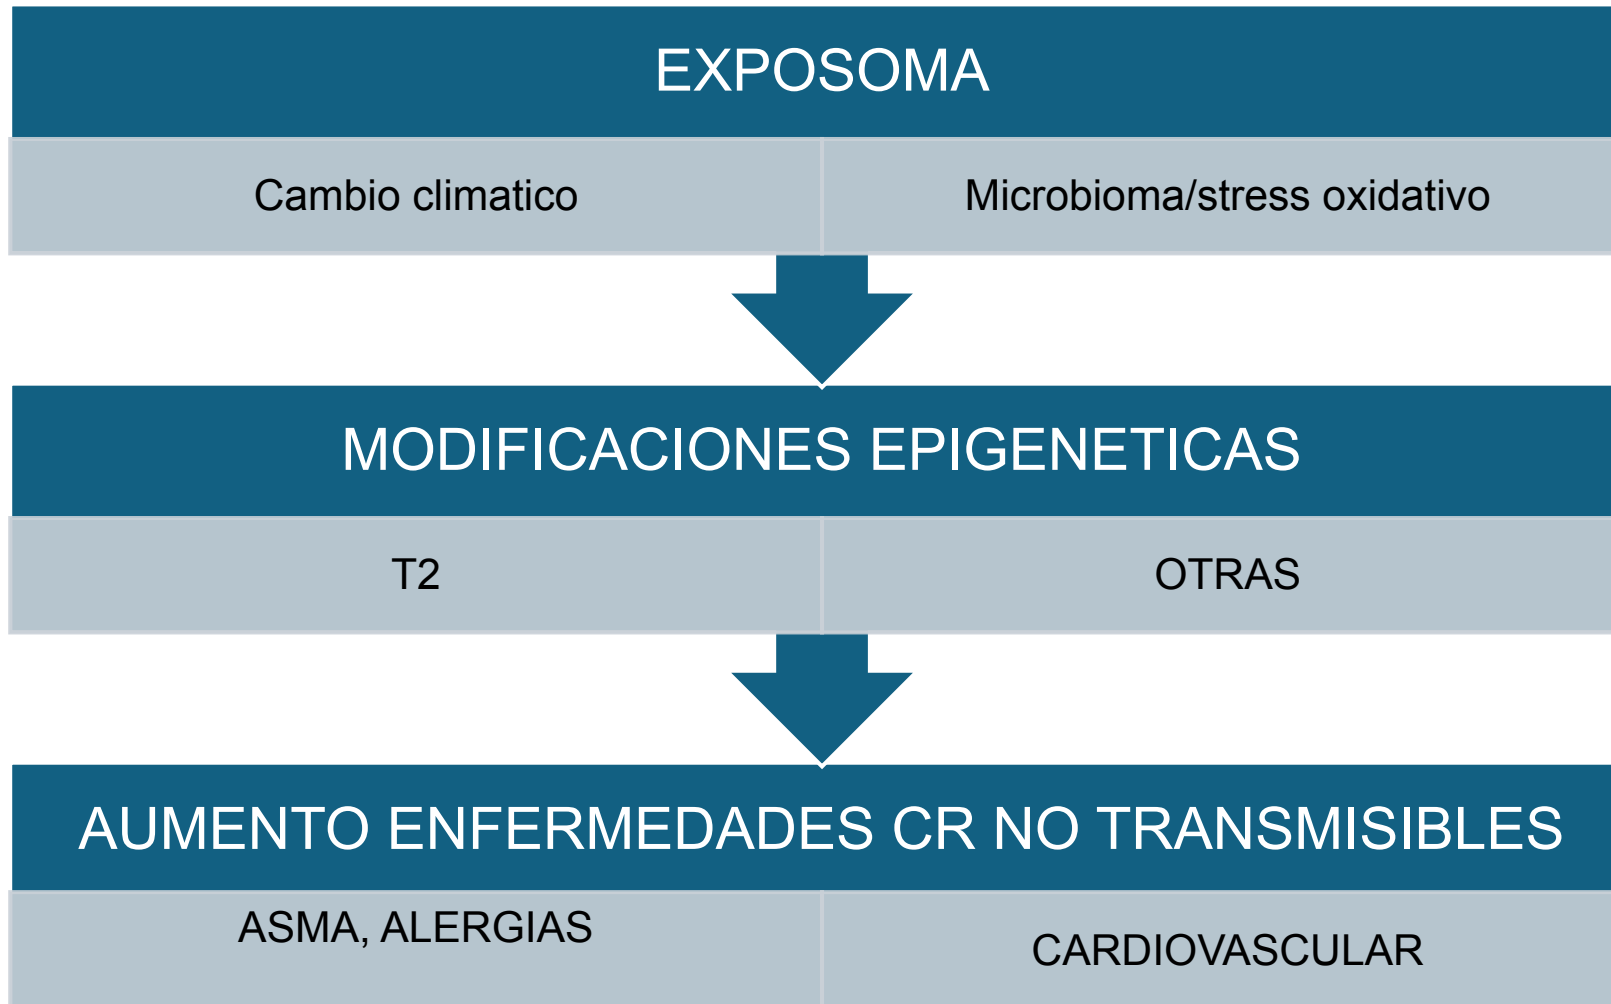 EXPOSOMA
Cambio climatico
Microbioma/stress oxidativo
MODIFICACIONES EPIGENETICAS
T2
OTRAS
AUMENTO ENFERMEDADES CR NO TRANSMISIBLES
ASMA, ALERGIAS
CARDIOVASCULAR